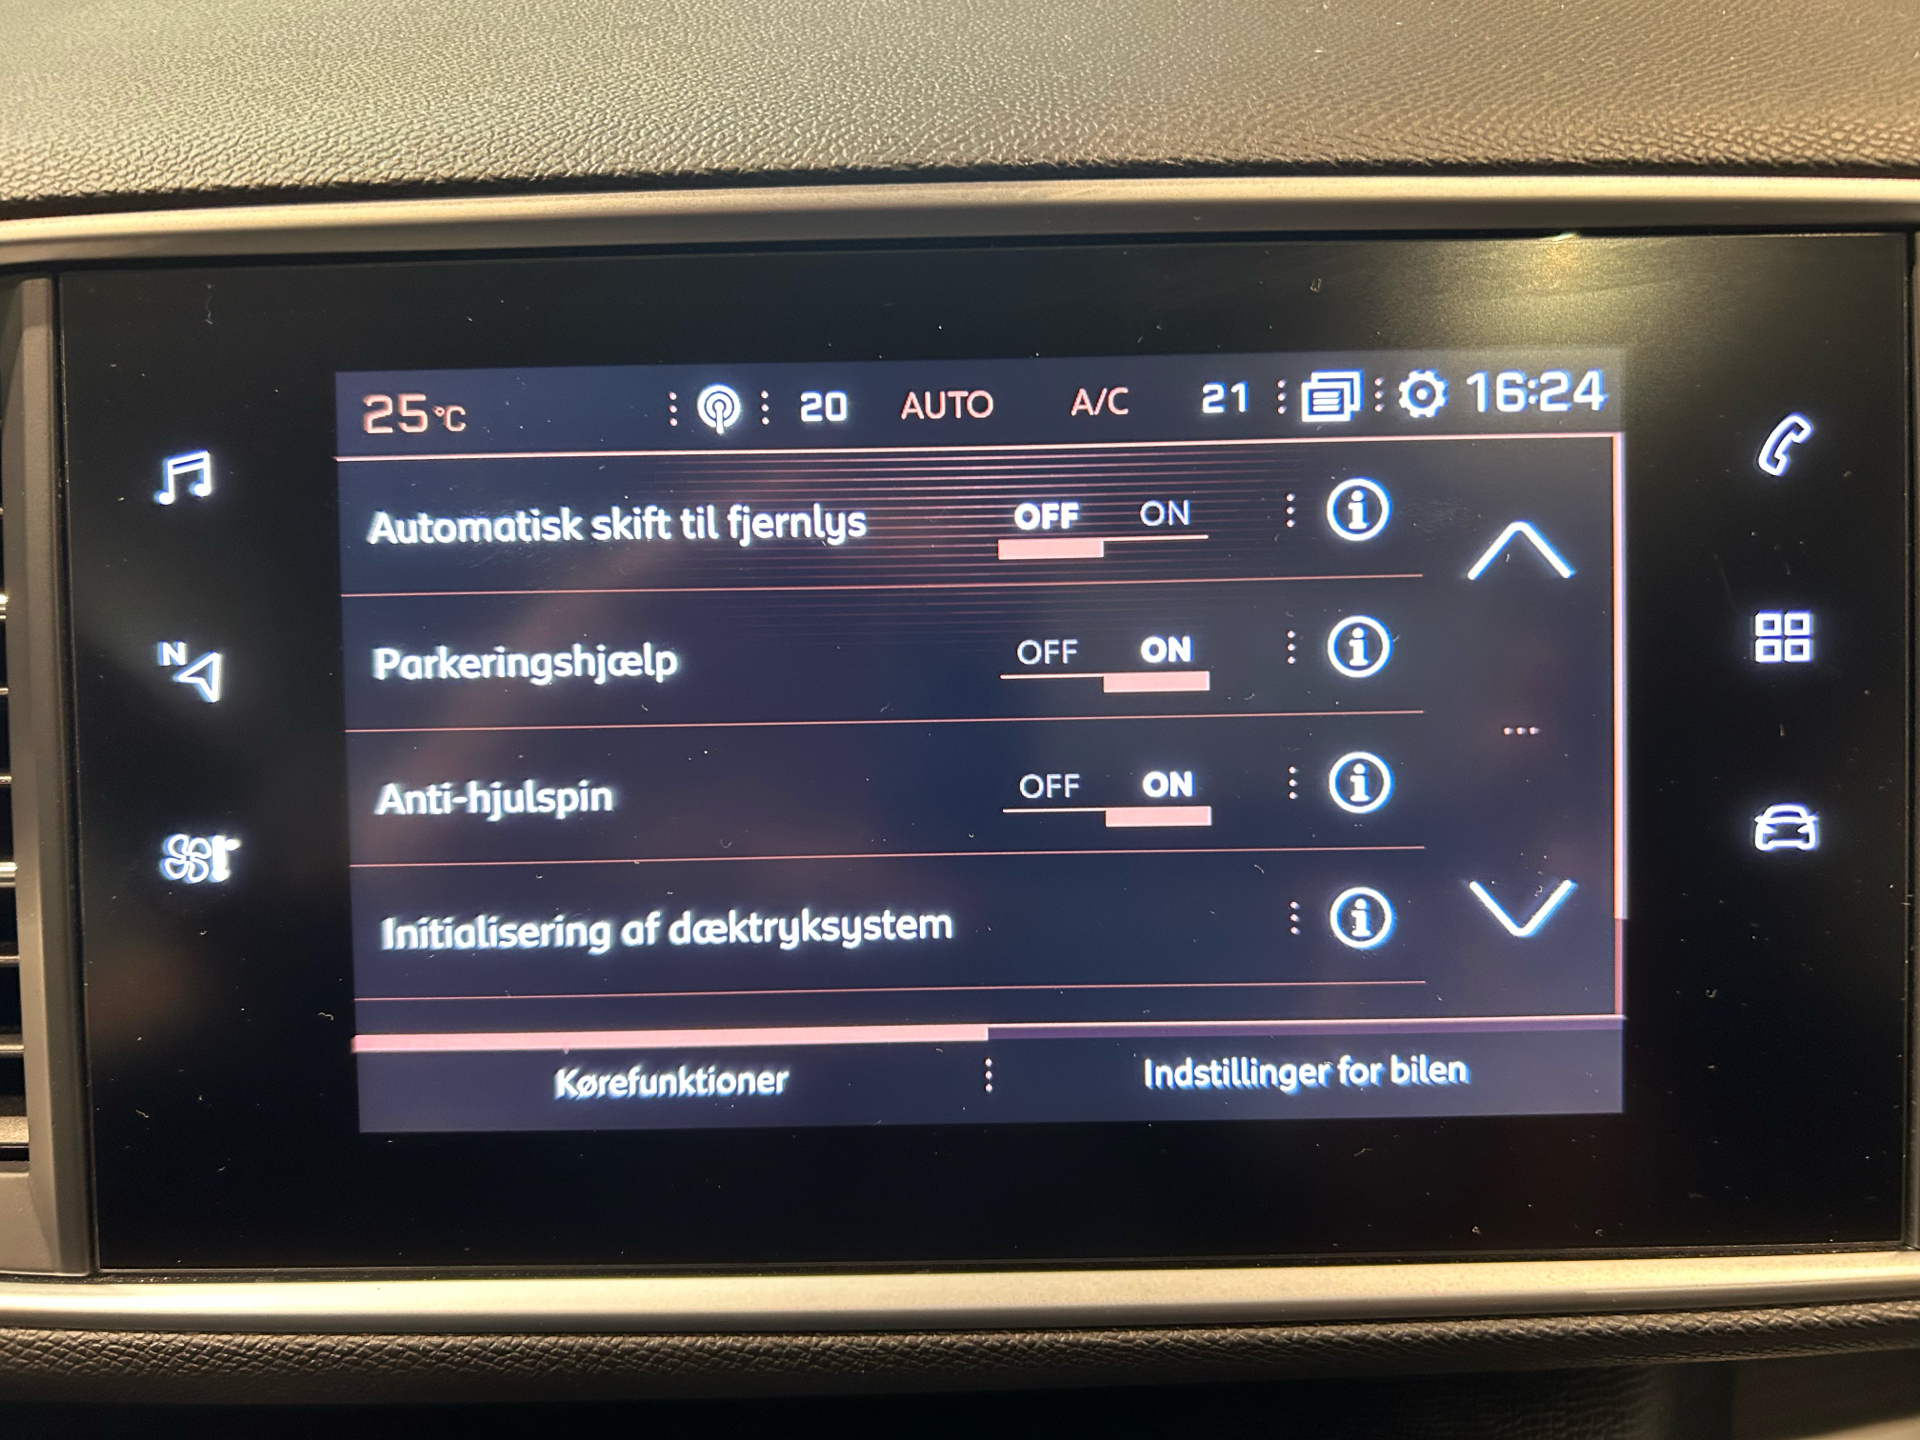 25°C 20 AUTO A/C 21 16:24
Automatisk skift til fjernlys OFF ON
Parkeringshjælp OFF ON
Anti-hjulspin OFF ON
Initialisering af dæktryksystem
Kørefunktioner Indstillinger for bilen
N